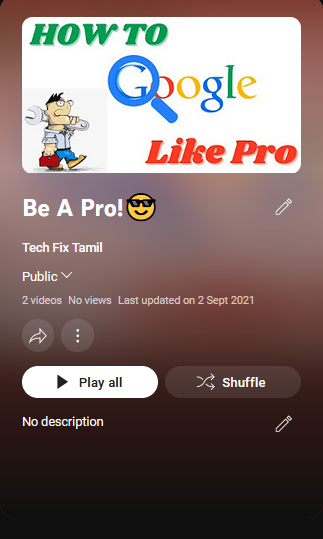 HOW TO
Google
Like Pro
Be A Pro!😎
Tech Fix Tamil
Public
2 videos No views Last updated on 2 Sept 2021
Play all
Shuffle
No description